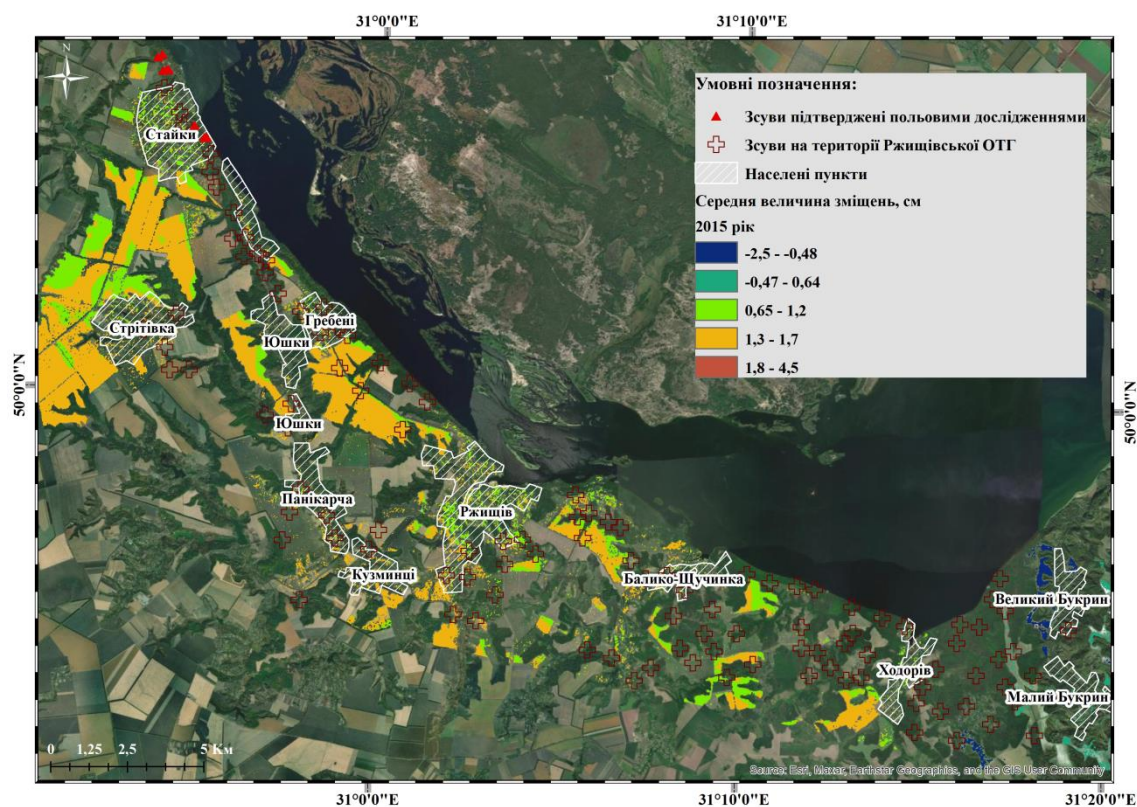 31°0'0"E
31°10'0"E
N
Умовні позначення:
Зсуви підтверджені польовими дослідженнями
Зсуви на території Ржищівської ОТГ
Населені пункти
Середня величина зміщень, см
2015 рік
-2,5 - -0,48
-0,47 - 0,64
0,65 - 1,2
1,3 - 1,7
1,8 - 4,5
Стайки
Стрітівка
Гребені
Юшки
50°0'0"N
50°0'0"N
Юшки
Панікарча
Ржищів
Кузминці
Балико-Щучинка
Великий Букрин
Ходорів
Малий Букрин
0 1,25 2,5 5 Км
Source: Esri, Maxar, Earthstar Geographics, and the GIS User Community
31°0'0"E
31°10'0"E
31°20'0"E